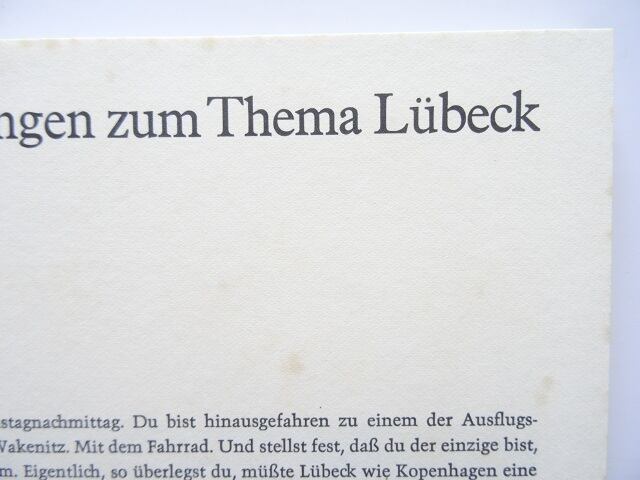 ngen zum Thema Lübeck
stagnachmittag. Du bist hinausgefahren zu einem der Ausflugs-
Wakenitz. Mit dem Fahrrad. Und stellst fest, daß du der einzige bist,
m. Eigentlich, so überlegst du, müßte Lübeck wie Kopenhagen eine